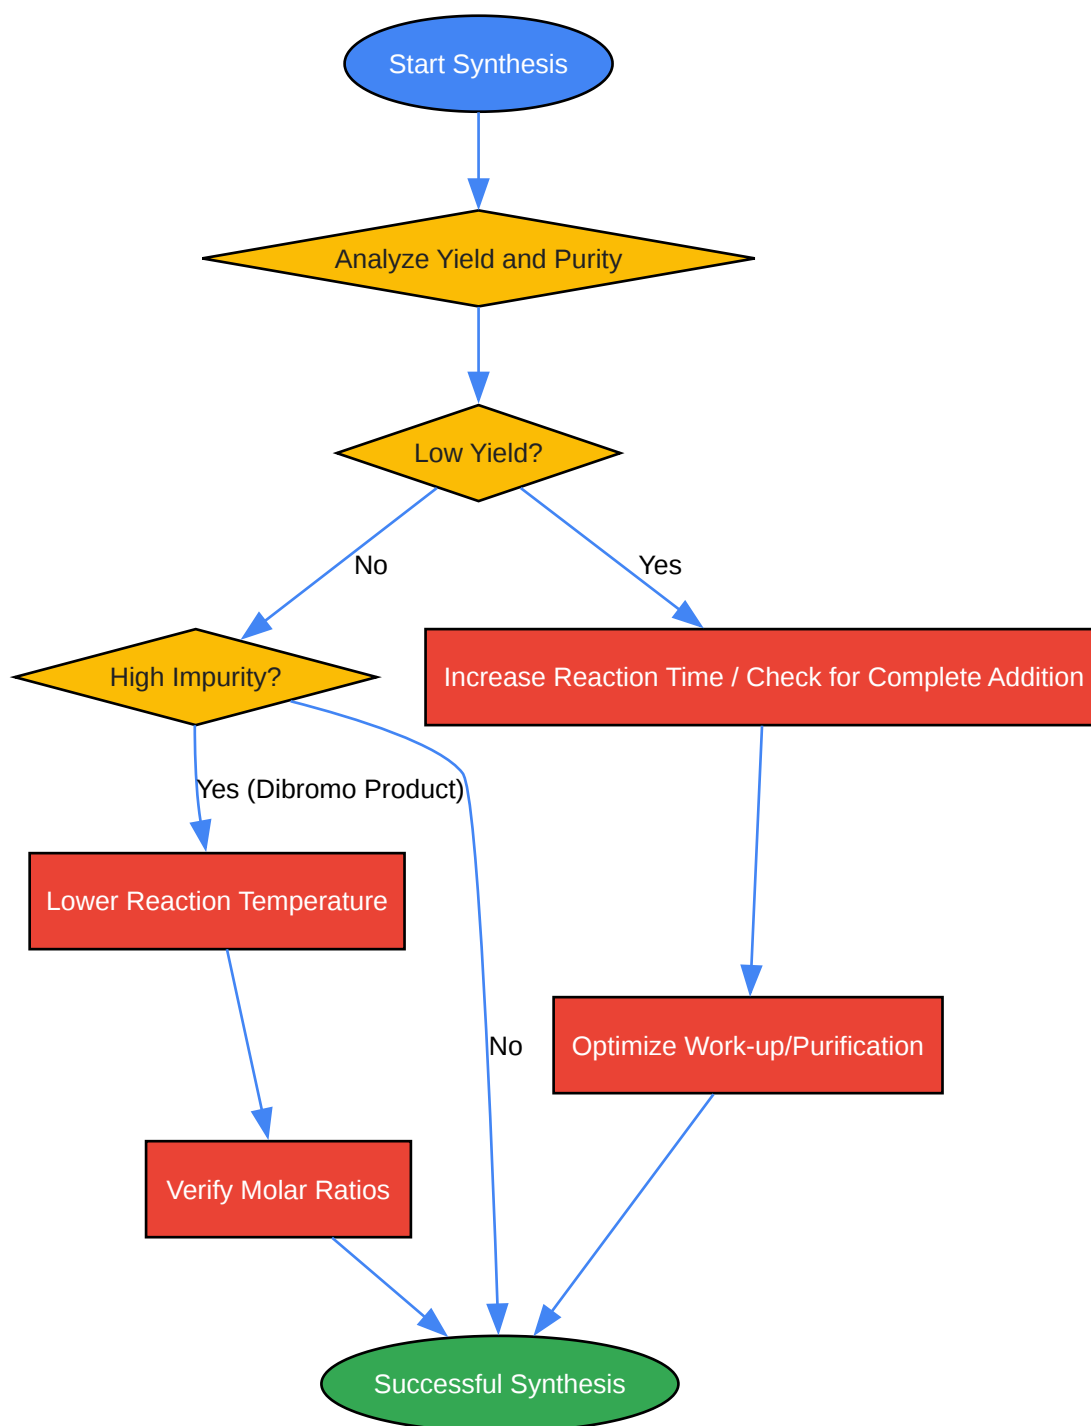 Start Synthesis
Analyze Yield and Purity
Low Yield?
No
Yes
High Impurity?
Increase Reaction Time / Check for Complete Addition
Yes (Dibromo Product)
Lower Reaction Temperature
No
Optimize Work-up/Purification
Verify Molar Ratios
Successful Synthesis